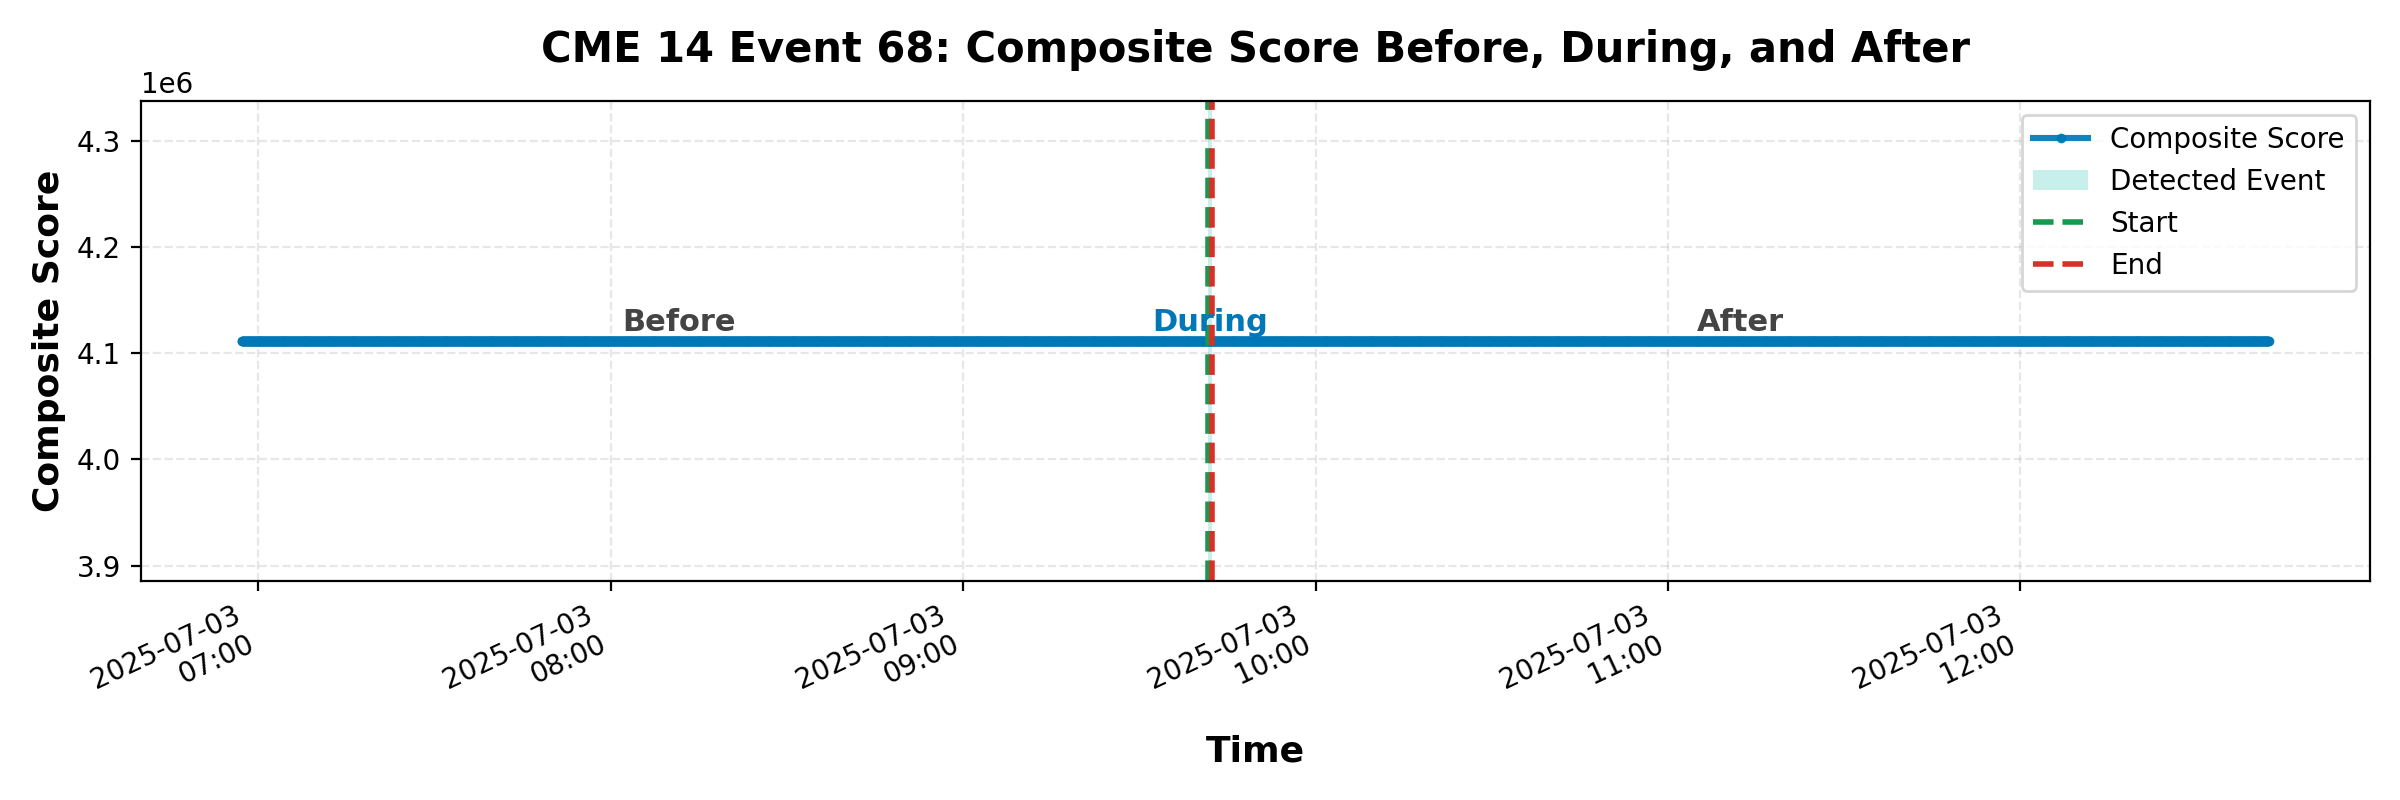 CME 14 Event 68: Composite Score Before, During, and After
1e6
4.3
4.2
4.1
4.0
3.9
Composite Score
Before
During
After
Composite Score
Detected Event
Start
End
2025-07-03
07:00
2025-07-03
08:00
2025-07-03
09:00
2025-07-03
10:00
2025-07-03
11:00
2025-07-03
12:00
Time